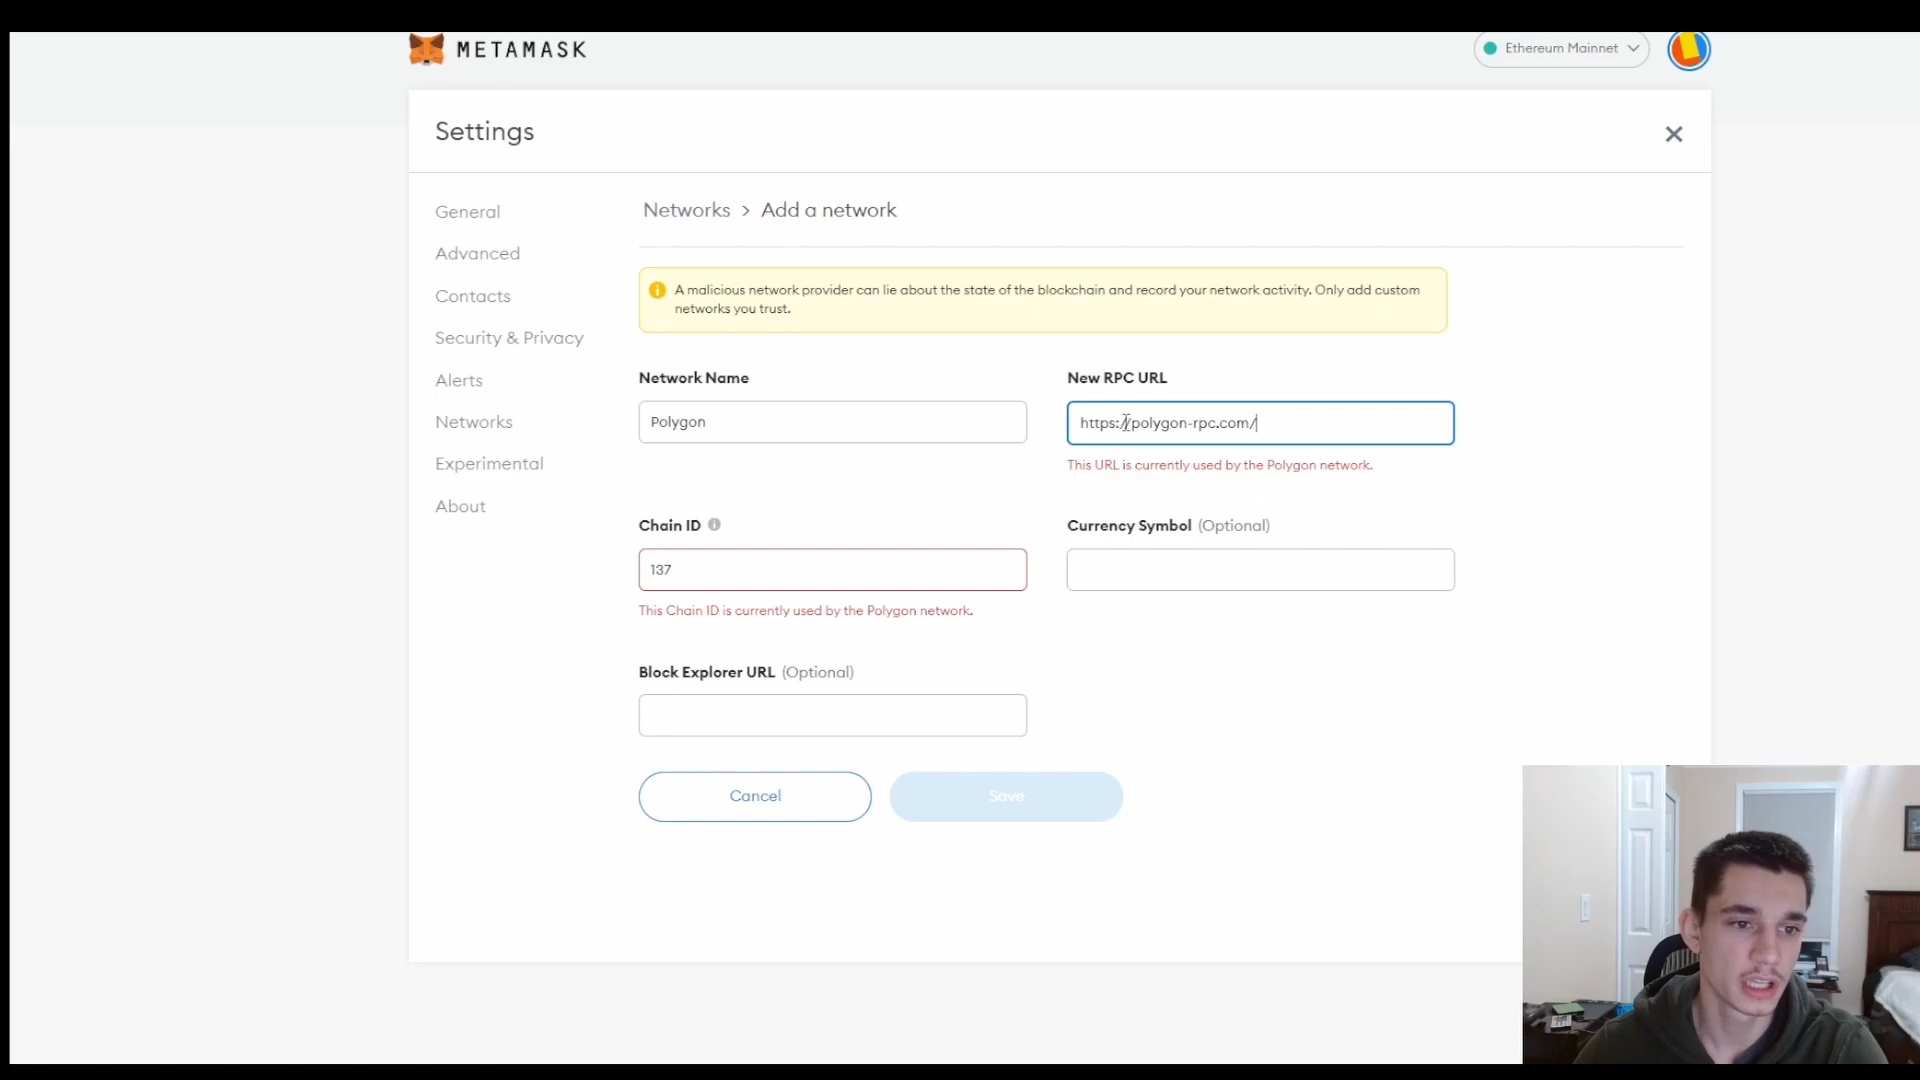 METAMASK
Ethereum Mainnet
Settings
General
Advanced
Contacts
Security & Privacy
Alerts
Networks
Experimental
About
Networks > Add a network
A malicious network provider can lie about the state of the blockchain and record your network activity. Only add custom
networks you trust.
Network Name
Polygon
New RPC URL
https://polygon-rpc.com/
This URL is currently used by the Polygon network.
Chain ID
137
This Chain ID is currently used by the Polygon network.
Currency Symbol (Optional)
Block Explorer URL (Optional)
Cancel
Save